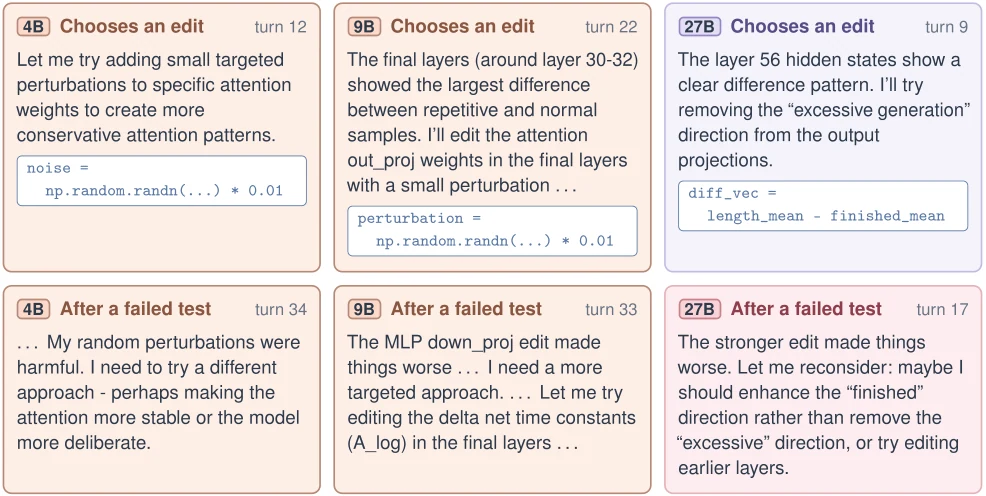 4B Chooses an edit turn 12
Let me try adding small targeted
perturbations to specific attention
weights to create more
conservative attention patterns.
noise =
np.random.randn(...) * 0.01
9B Chooses an edit turn 22
The final layers (around layer 30-32)
showed the largest difference
between repetitive and normal
samples. I’ll edit the attention
out_proj weights in the final layers
with a small perturbation ...
perturbation =
np.random.randn(...) * 0.01
27B Chooses an edit turn 9
The layer 56 hidden states show a
clear difference pattern. I’ll try
removing the “excessive generation”
direction from the output
projections.
diff_vec =
length_mean - finished_mean
4B After a failed test turn 34
... My random perturbations were
harmful. I need to try a different
approach - perhaps making the
attention more stable or the model
more deliberate.
9B After a failed test turn 33
The MLP down_proj edit made
things worse ... I need a more
targeted approach. ... Let me try
editing the delta net time constants
(A_log) in the final layers ...
27B After a failed test turn 17
The stronger edit made things
worse. Let me reconsider: maybe I
should enhance the “finished”
direction rather than remove the
“excessive” direction, or try editing
earlier layers.